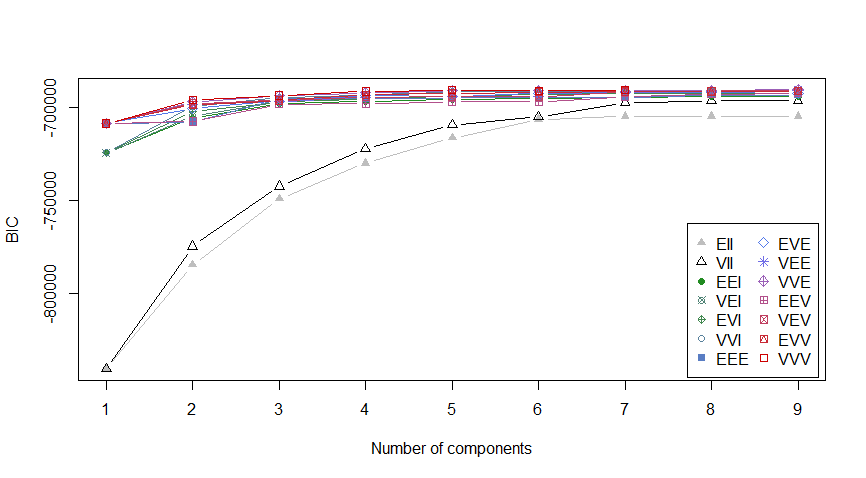 BIC
-700000
-750000
-800000
EII EVE
VII VEE
EEI VVE
VEI EEV
EVI VEV
VVI EVV
EEE VVV
1 2 3 4 5 6 7 8 9
Number of components